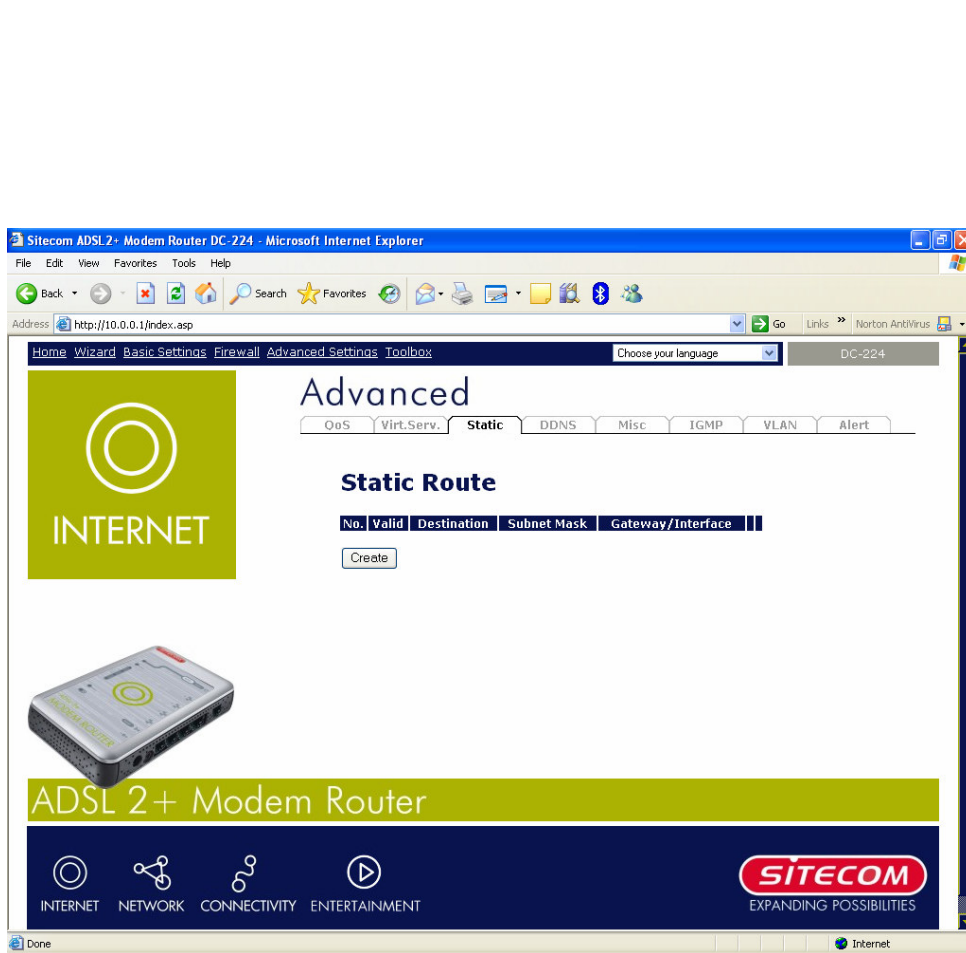 Sitecom ADSL2+ Modem Router DC-224 - Microsoft Internet Explorer
File Edit View Favorites Tools Help
Back Search Favorites
Address http://10.0.0.1/index.asp Go Links » Norton AntiVirus
Home Wizard Basic Settings Firewall Advanced Settings Toolbox Choose your language DC-224
Advanced
QoS Virt.Serv. Static DDNS Misc IGMP VLAN Alert
Static Route
INTERNET
No. Valid Destination Subnet Mask Gateway/Interface
Create
MODEM ROUTER
ADSL 2+ Modem Router
INTERNET NETWORK CONNECTIVITY ENTERTAINMENT
SITECOM
EXPANDING POSSIBILITIES
Done Internet